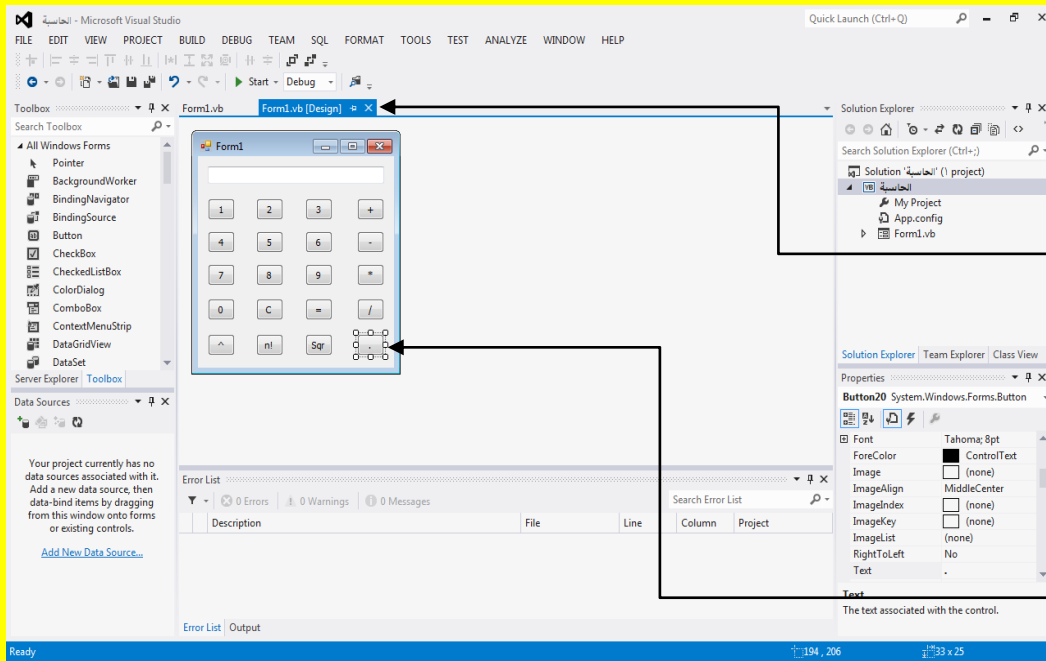 الحاسبة - Microsoft Visual Studio
Quick Launch (Ctrl+Q)
FILE EDIT VIEW PROJECT BUILD DEBUG TEAM SQL FORMAT TOOLS TEST ANALYZE WINDOW HELP
Start Debug
Toolbox
Search Toolbox
All Windows Forms
Pointer
BackgroundWorker
BindingNavigator
BindingSource
Button
CheckBox
CheckedListBox
ColorDialog
ComboBox
ContextMenuStrip
DataGridView
DataSet
Server Explorer Toolbox
Data Sources
Your project currently has no
data sources associated with it.
Add a new data source, then
data-bind items by dragging
from this window onto forms
or existing controls.
Add New Data Source...
Form1.vb Form1.vb [Design]
Form1
1 2 3 +
4 5 6 -
7 8 9 *
0 C = /
^ n! Sqr .
Error List
0 Errors 0 Warnings 0 Messages
Search Error List
Description File Line Column Project
Error List Output
Solution Explorer
Search Solution Explorer (Ctrl+;)
Solution 'الحاسبة' (١ project)
VB الحاسبة
My Project
App.config
Form1.vb
Solution Explorer Team Explorer Class View
Properties
Button20 System.Windows.Forms.Button
Font Tahoma; 8pt
ForeColor ControlText
Image (none)
ImageAlign MiddleCenter
ImageIndex (none)
ImageKey (none)
ImageList (none)
RightToLeft No
Text .
Text
The text associated with the control.
Ready 194 , 206 33 x 25